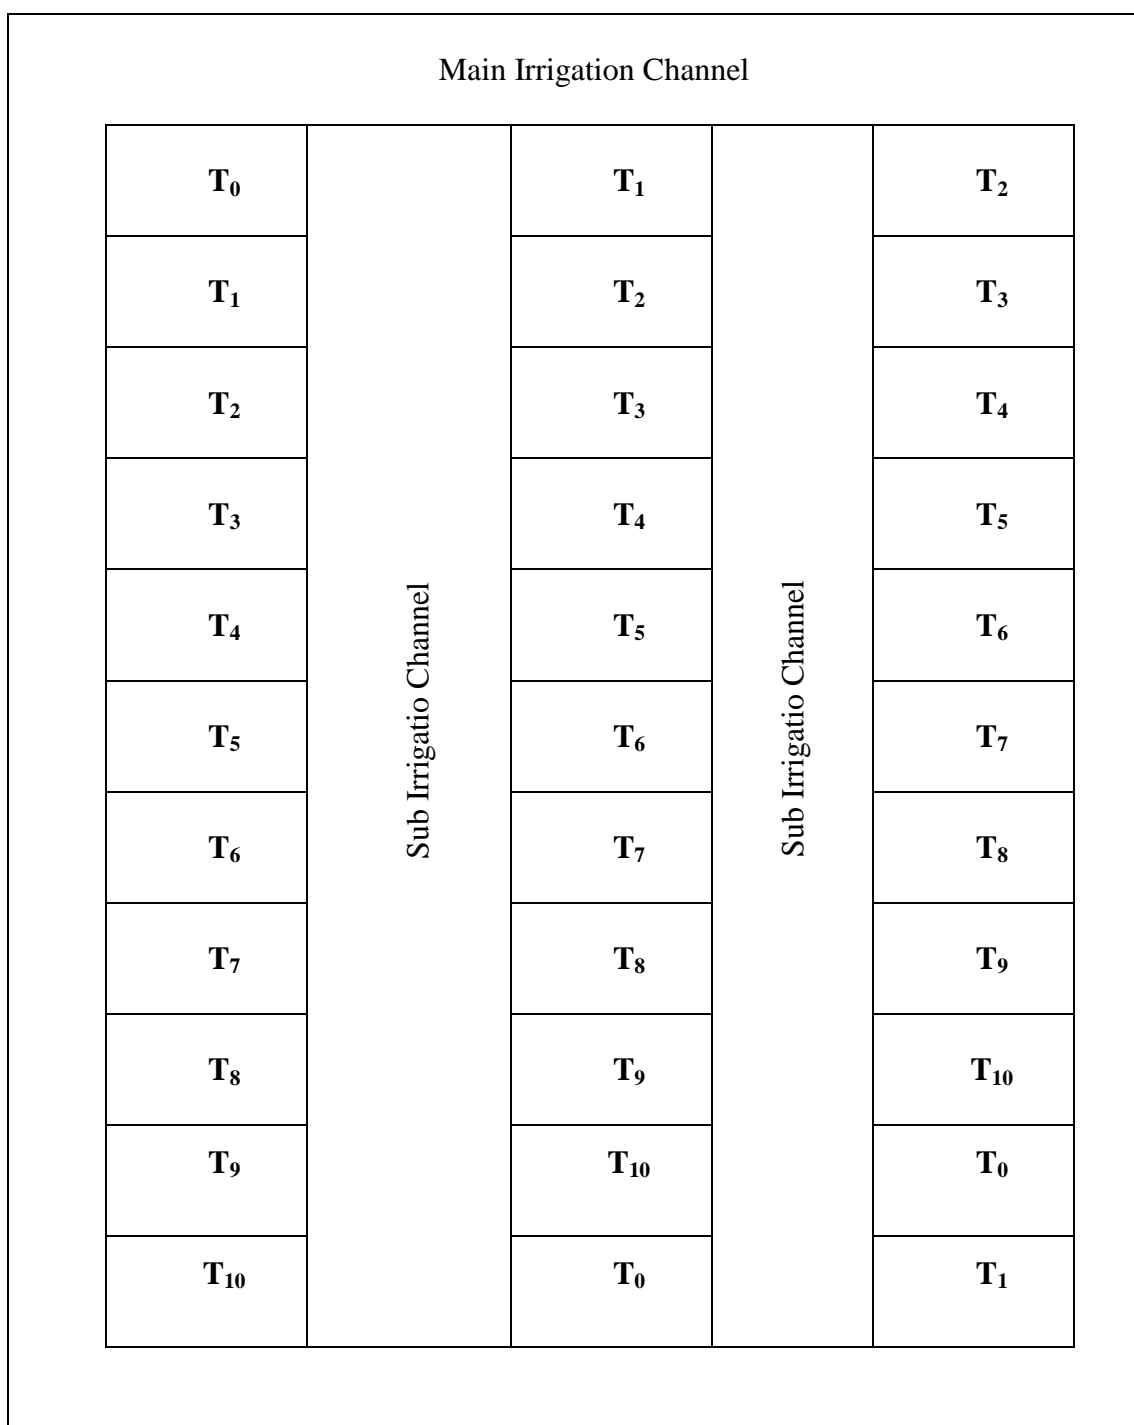 Main Irrigation Channel
T₀ T₁ T₂
T₁ T₂ T₃
T₂ T₃ T₄
T₃ T₄ T₅
T₄ T₅ T₆
T₅ T₆ T₇
T₆ T₇ T₈
T₇ T₈ T₉
T₈ T₉ T₁₀
T₉ T₁₀ T₀
T₁₀ T₀ T₁
Sub Irrigatio Channel
Sub Irrigatio Channel